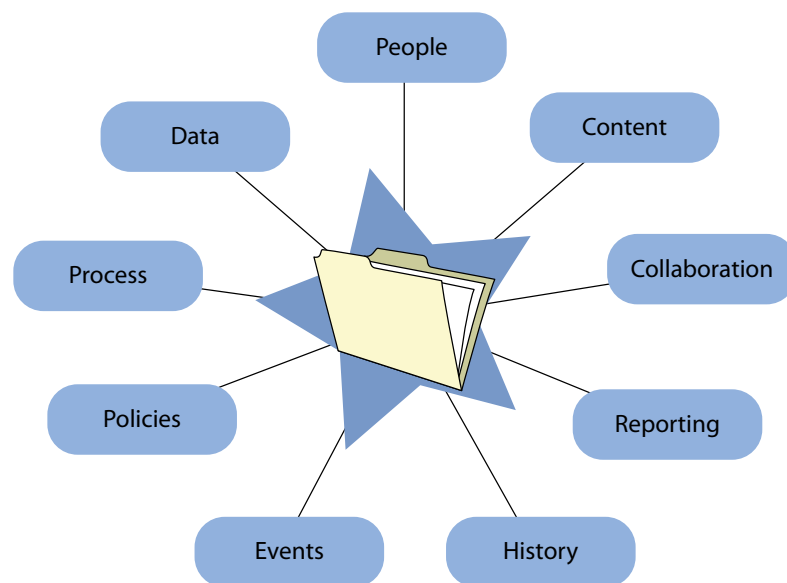 People
Data
Content
Process
Collaboration
Policies
Reporting
Events
History